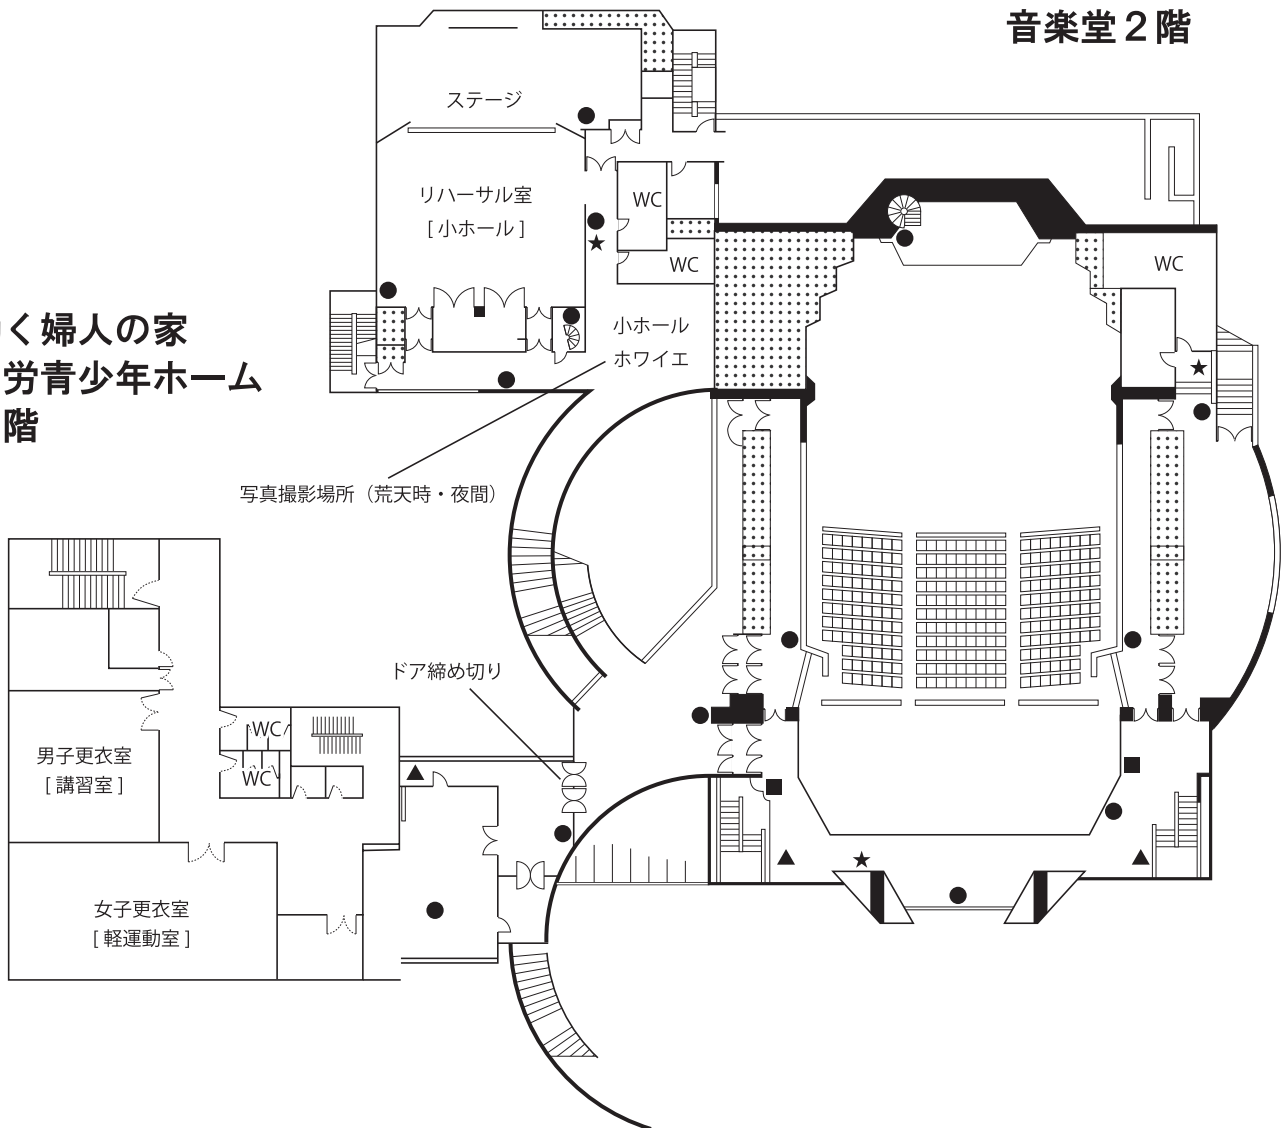 音楽堂２階
ステージ
リハーサル室
[ 小ホール ]
WC
WC
WC
小ホール
ホワイエ
く婦人の家
労青少年ホーム
階
写真撮影場所（荒天時・夜間）
ドア締め切り
WC
WC
男子更衣室
[ 講習室 ]
女子更衣室
[ 軽運動室 ]